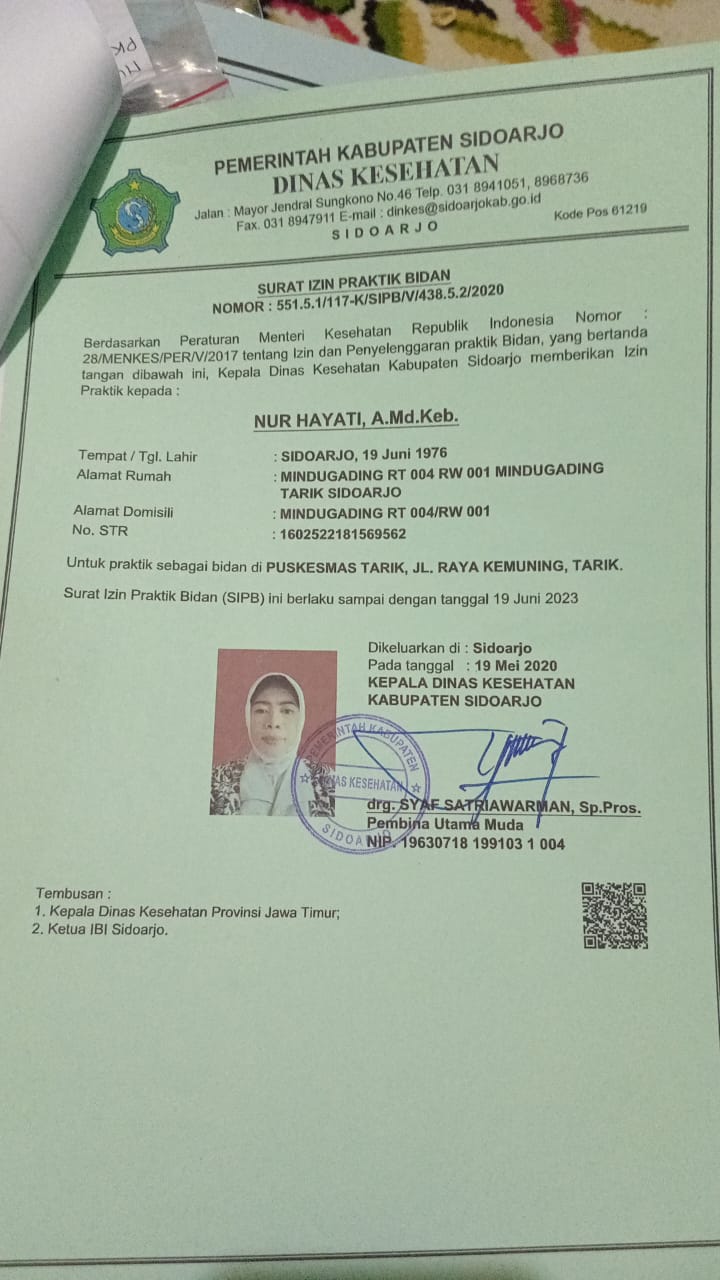 PK
PEMERINTAH KABUPATEN SIDOARJO
DINAS KESEHATAN
Jalan : Mayor Jendral Sungkono No.46 Telp. 031 8941051, 8968736
Fax. 031 8947911 E-mail : dinkes@sidoarjokab.go.id
Kode Pos 61219
SIDOARJO
SURAT IZIN PRAKTIK BIDAN
NOMOR : 551.5.1/117-K/SIPB/V/438.5.2/2020
Berdasarkan Peraturan Menteri Kesehatan Republik Indonesia Nomor :
28/MENKES/PER/V/2017 tentang Izin dan Penyelenggaran praktik Bidan, yang bertanda
tangan dibawah ini, Kepala Dinas Kesehatan Kabupaten Sidoarjo memberikan Izin
Praktik kepada :
NUR HAYATI, A.Md.Keb.
Tempat / Tgl. Lahir : SIDOARJO, 19 Juni 1976
Alamat Rumah : MINDUGADING RT 004 RW 001 MINDUGADING
TARIK SIDOARJO
Alamat Domisili : MINDUGADING RT 004/RW 001
No. STR : 1602522181569562
Untuk praktik sebagai bidan di PUSKESMAS TARIK, JL. RAYA KEMUNING, TARIK.
Surat Izin Praktik Bidan (SIPB) ini berlaku sampai dengan tanggal 19 Juni 2023
Dikeluarkan di : Sidoarjo
Pada tanggal : 19 Mei 2020
KEPALA DINAS KESEHATAN
KABUPATEN SIDOARJO
PEMERINTAH KABUPATEN
DINAS KESEHATAN
SIDOARJO
drg. SYAF SATRIAWARMAN, Sp.Pros.
Pembina Utama Muda
NIP. 19630718 199103 1 004
Tembusan :
1. Kepala Dinas Kesehatan Provinsi Jawa Timur;
2. Ketua IBI Sidoarjo.